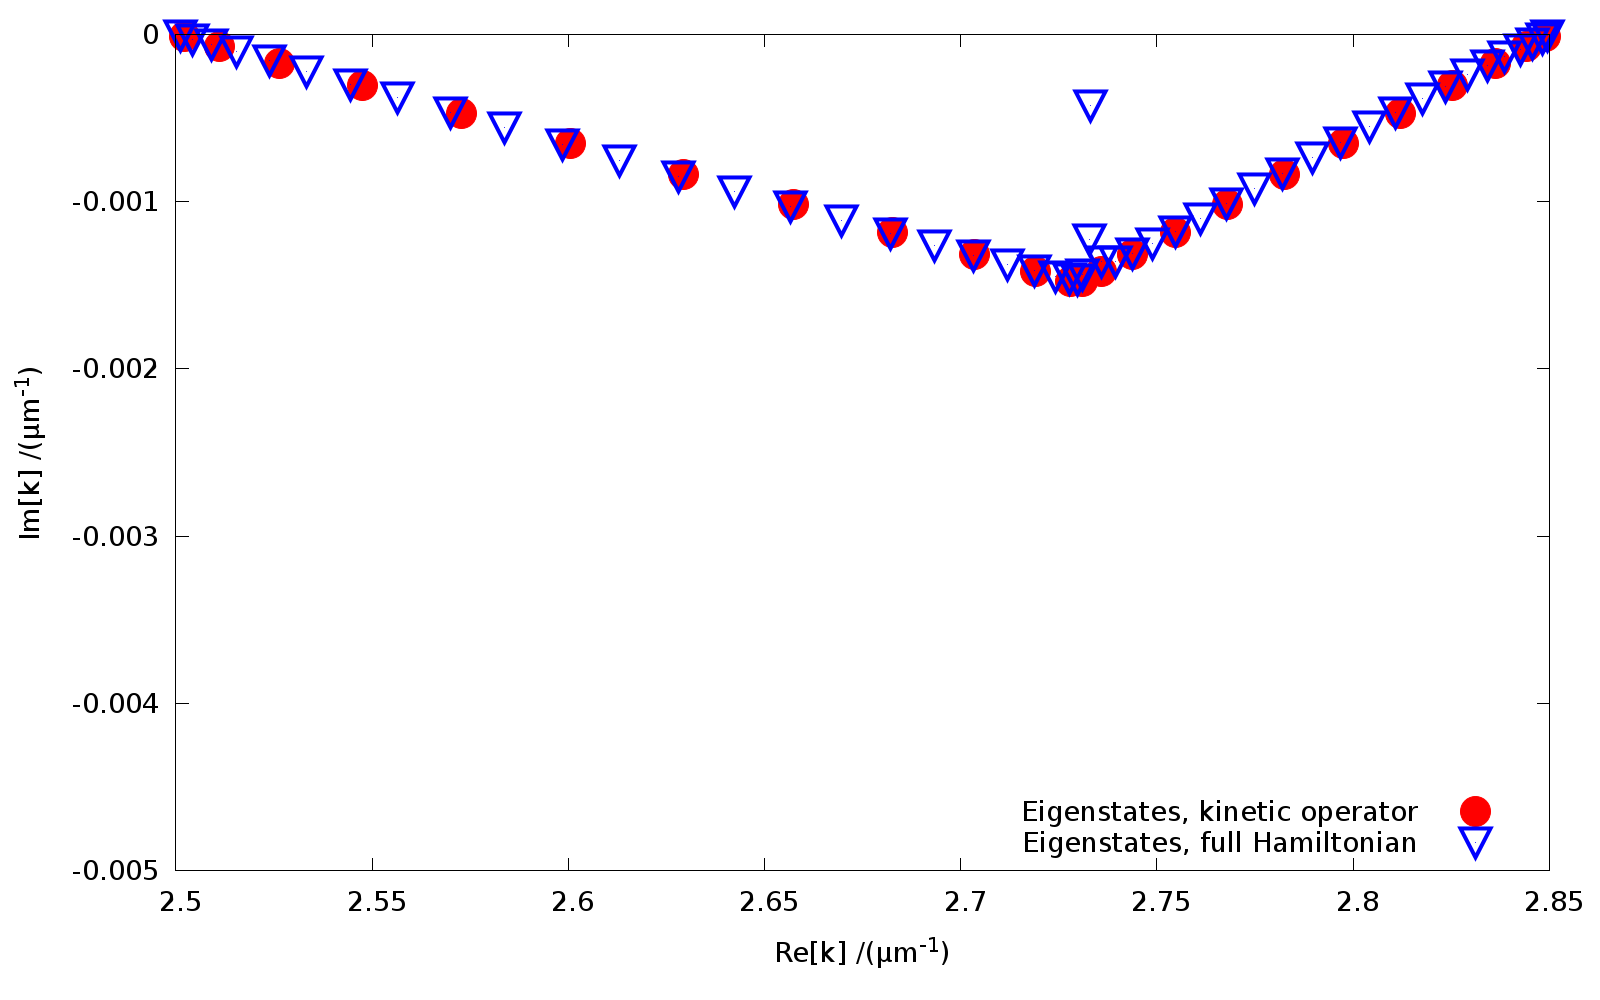 0
-0.001
-0.002
-0.003
-0.004
-0.005
2.5 2.55 2.6 2.65 2.7 2.75 2.8 2.85
Im[k] /(µm-1)
Re[k] /(µm-1)
Eigenstates, kinetic operator
Eigenstates, full Hamiltonian